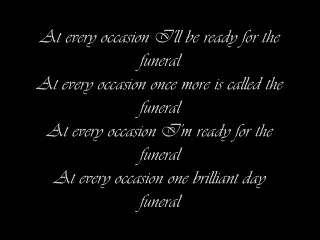 At every occasion I'll be ready for the
funeral
At every occasion once more is called the
funeral
At every occasion I'm ready for the
funeral
At every occasion one brilliant day
funeral